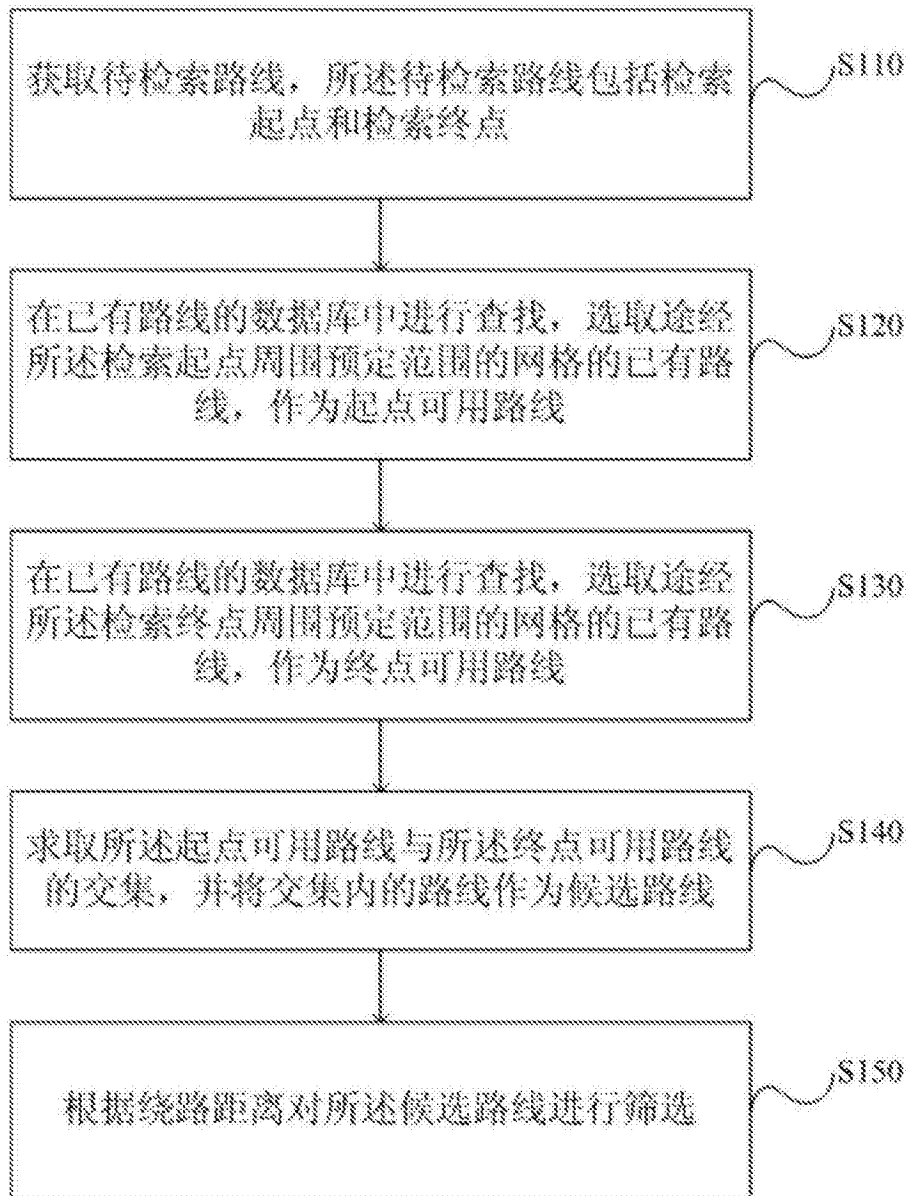 获取待检索路线，所述待检索路线包括检索
起点和检索终点
S110
在已有路线的数据库中进行查找，选取途经
所述检索起点周围预定范围的网格的已有路
线，作为起点可用路线
S120
在已有路线的数据库中进行查找，选取途经
所述检索终点周围预定范围的网格的已有路
线，作为终点可用路线
S130
求取所述起点可用路线与所述终点可用路线
的交集，并将交集内的路线作为候选路线
S140
根据绕路距离对所述候选路线进行筛选
S150